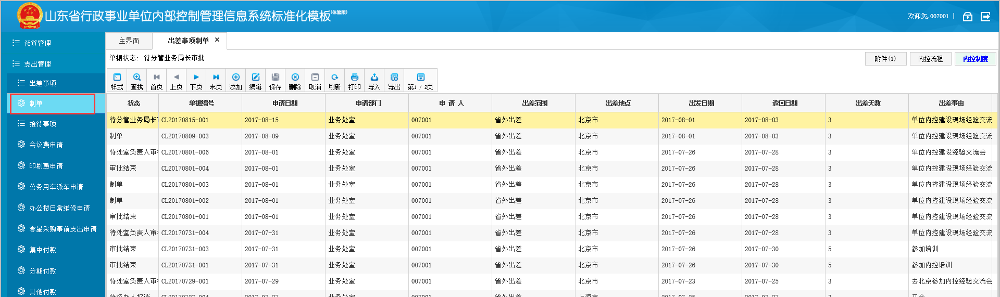 山东省行政事业单位内部控制管理信息系统标准化模板(体验版)
欢迎您, 007001 |
预算管理
支出管理
出差事项
制单
接待事项
会议费申请
印刷费申请
公务用车派车申请
办公楼日常维修申请
零星采购事前支出申请
集中付款
分期付款
其他付款
主界面 出差事项制单 ×
单据状态: 待分管业务局长审批
附件(1) 内控流程 内控制度
样式 查找 首页 上页 下页 末页 添加 编辑 保存 删除 取消 刷新 打印 导入 导出 第1 / 2页
状态 单据编号 申请日期 申请部门 申 请 人 出差范围 出差地点 出发日期 返回日期 出差天数 出差事由
待分管业务局长 CL20170815-001 2017-08-15 业务处室 007001 省外出差 北京市 2017-08-01 2017-08-03 3 单位内控建设现场经验交流
制单 CL20170809-003 2017-08-09 业务处室 007001 省外出差 北京市 2017-08-01 2017-08-03 3 单位内控建设现场经验交流
待处室负责人审 CL20170801-006 2017-08-01 业务处室 007001 省外出差 北京市 2017-07-26 2017-07-28 3 单位内控建设经验交流会
审批结束 CL20170801-004 2017-08-01 业务处室 007001 省外出差 北京市 2017-07-26 2017-07-28 3 单位内控建设现场经验交流
制单 CL20170801-003 2017-08-01 业务处室 007001 省外出差 北京市 2017-07-26 2017-07-28 3 单位内控建设现场经验交流
制单 CL20170801-002 2017-08-01 业务处室 007001 省外出差 北京市 2017-07-26 2017-07-28 3 单位内控建设现场经验交流
审批结束 CL20170801-001 2017-08-01 业务处室 007001 省外出差 北京市 2017-07-26 2017-07-28 3 单位内控建设现场经验交流
待处室负责人审 CL20170731-004 2017-07-31 业务处室 007001 省外出差 北京市 2017-07-26 2017-07-28 3 单位内控建设现场经验交流
审批结束 CL20170731-003 2017-07-31 业务处室 007001 省外出差 北京市 2017-07-26 2017-07-30 5 参加培训
审批结束 CL20170731-001 2017-07-31 业务处室 007001 省外出差 北京市 2017-07-26 2017-07-30 5 参加内控培训
待处室负责人审 CL20170729-001 2017-07-29 业务处室 007001 省外出差 北京市 2017-07-23 2017-07-25 3 去北京参加内控经验交流会
待经办人报销 CL20170727-004 2017-07-27 业务处室 007001 省外出差 上海市 2017-07-25 2017-07-27 3 开会